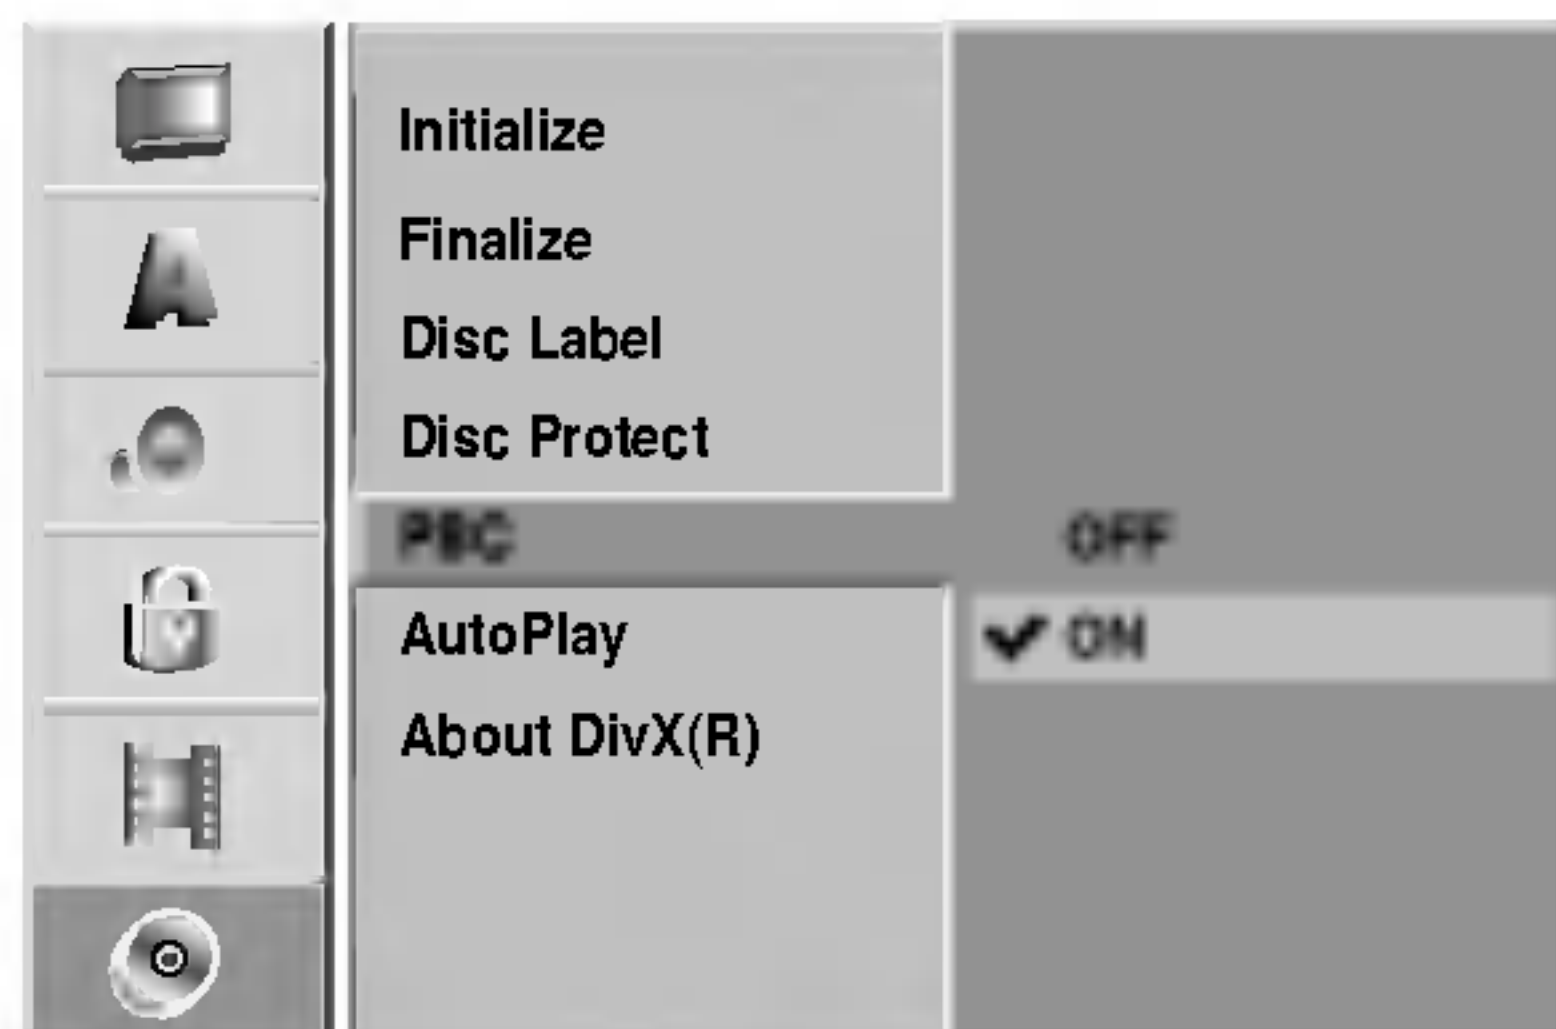 Initialize
Finalize
Disc Label
Disc Protect
PBC
OFF
AutoPlay
ON
About DivX(R)